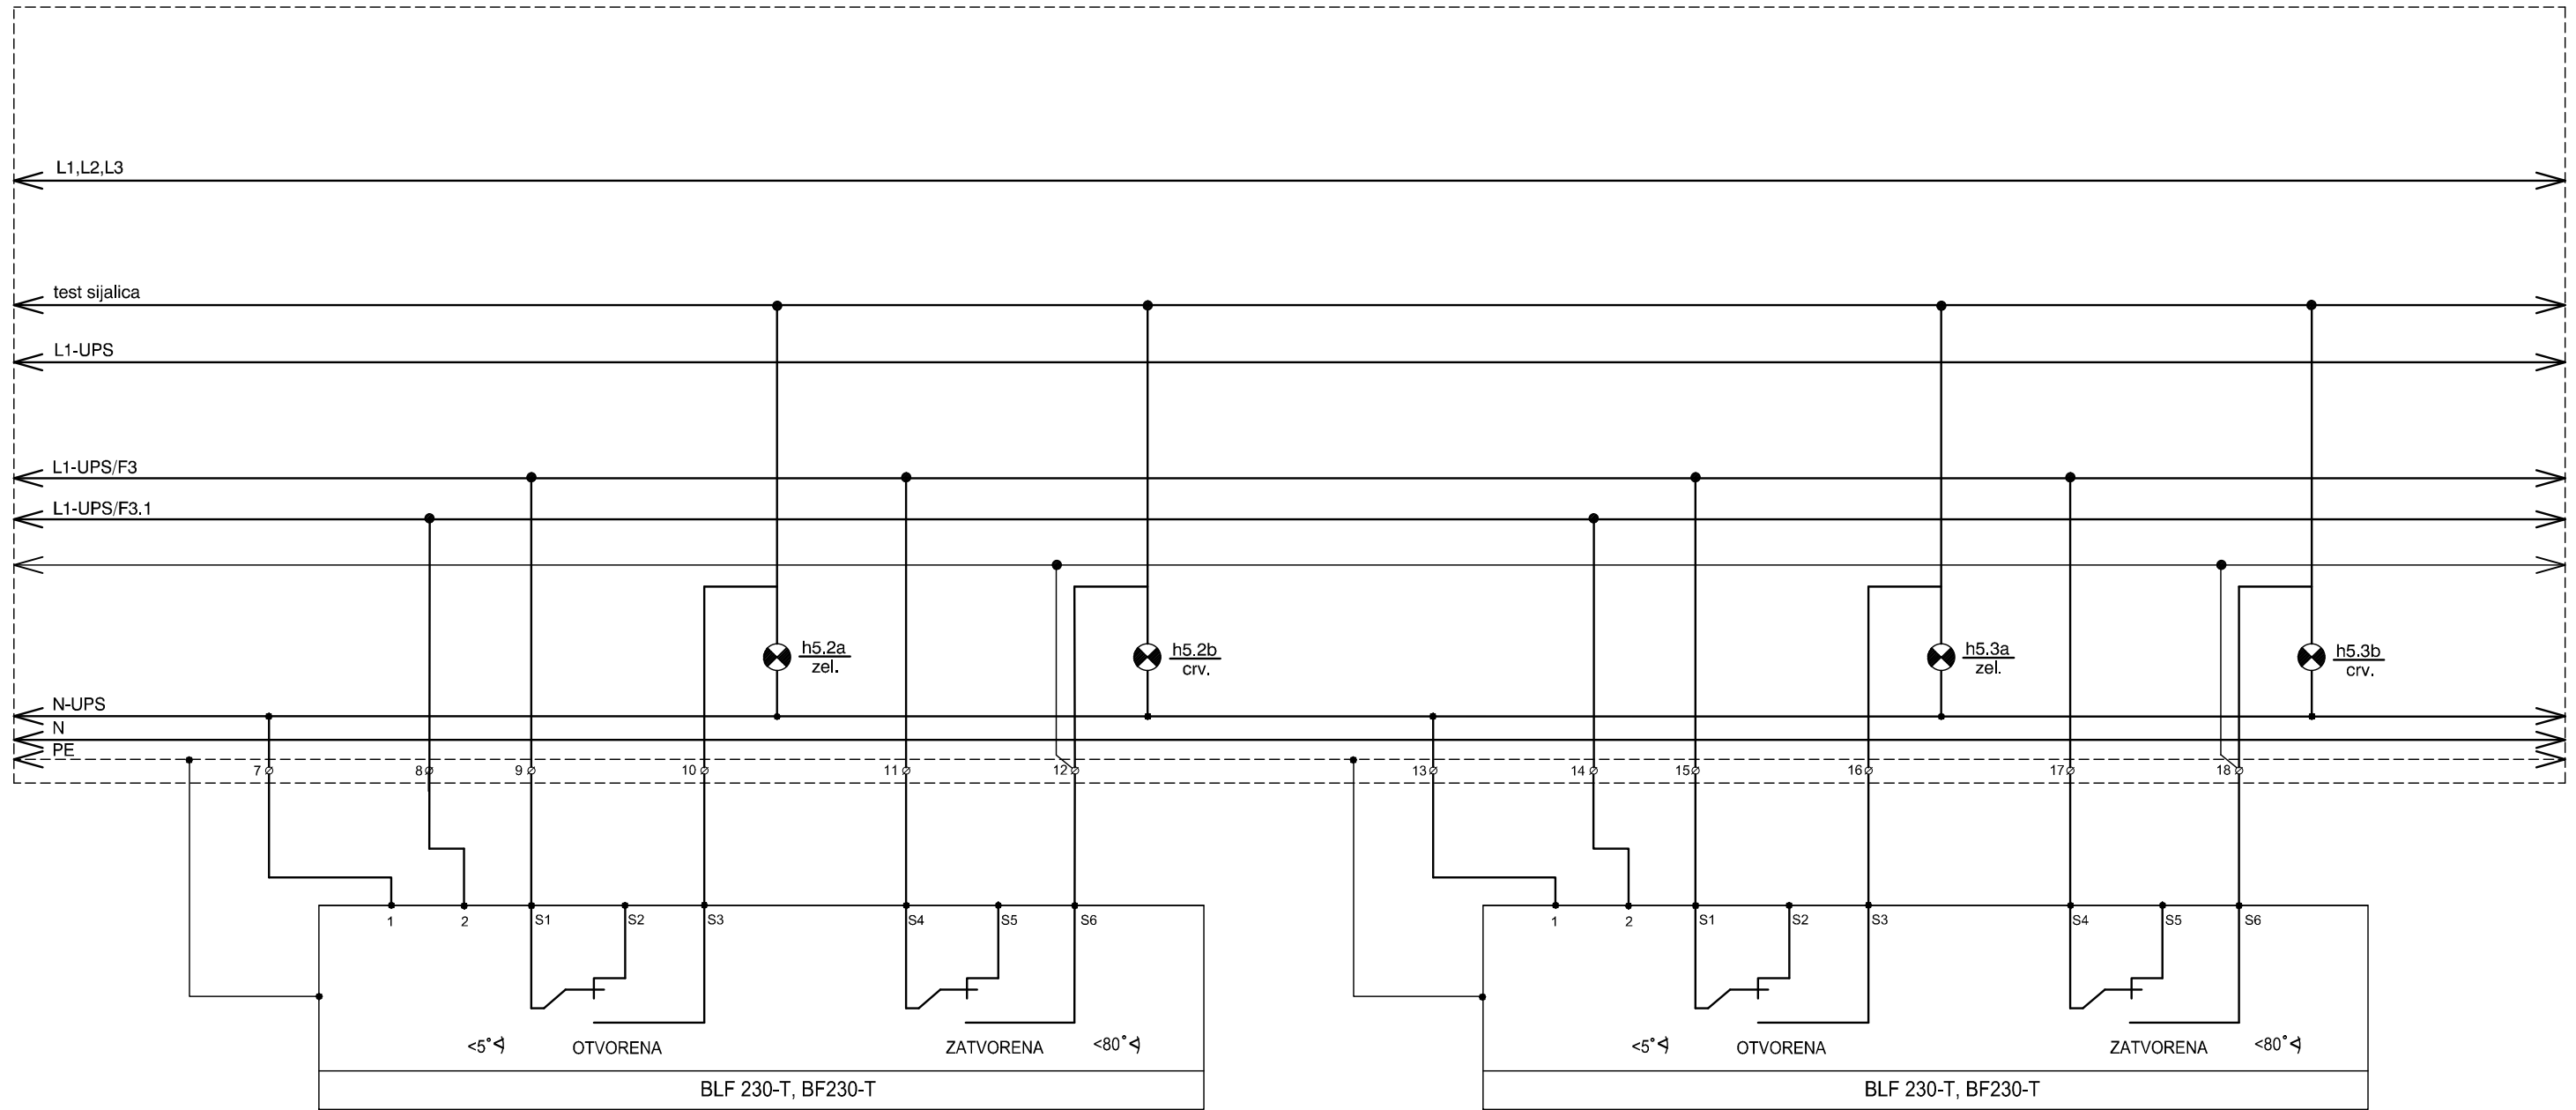 L1,L2,L3
test sijalica
L1-UPS
L1-UPS/F3
L1-UPS/F3.1
h5.2a
zel.
h5.2b
crv.
h5.3a
zel.
h5.3b
crv.
N-UPS
N
PE
7 8 9 10 11 12 13 14 15 16 17 18
1 2 S1 S2 S3 S4 S5 S6
1 2 S1 S2 S3 S4 S5 S6
<5° OTVORENA ZATVORENA <80°
<5° OTVORENA ZATVORENA <80°
BLF 230-T, BF230-T
BLF 230-T, BF230-T